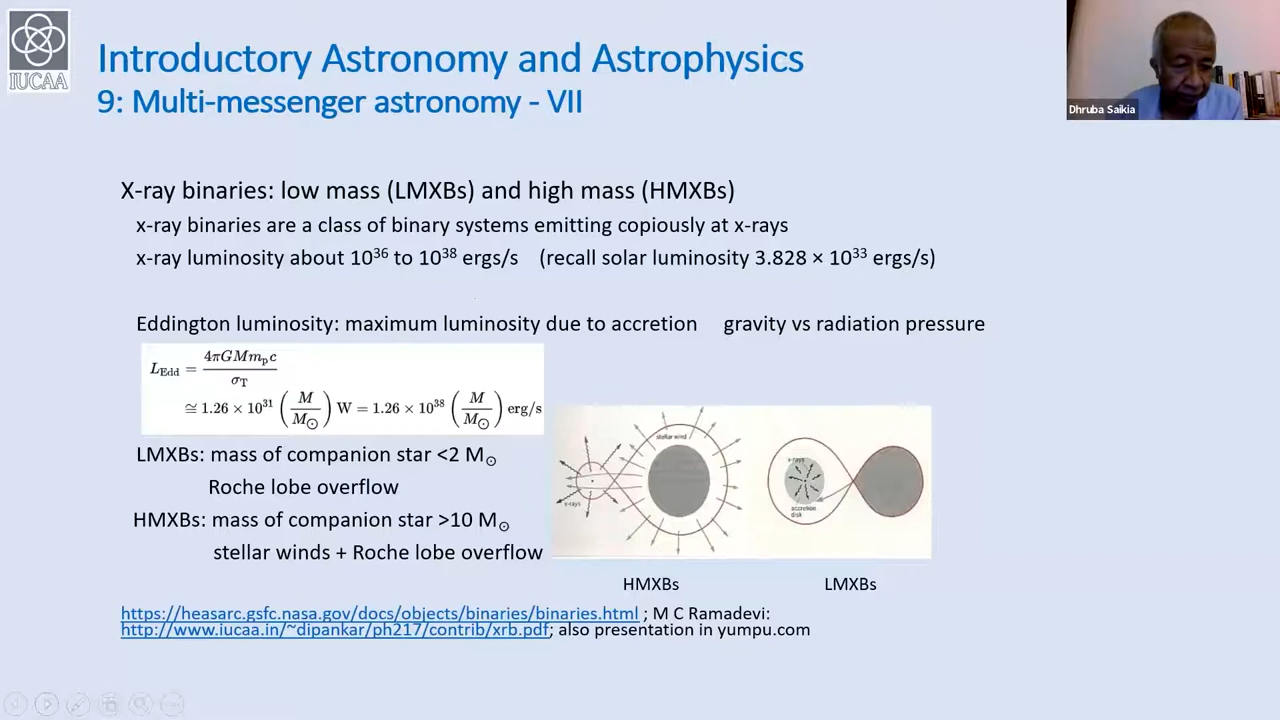 IUCAA
Introductory Astronomy and Astrophysics
9: Multi-messenger astronomy - VII
Dhruba Saikia
X-ray binaries: low mass (LMXBs) and high mass (HMXBs)
x-ray binaries are a class of binary systems emitting copiously at x-rays
x-ray luminosity about 10³⁶ to 10³⁸ ergs/s (recall solar luminosity 3.828 × 10³³ ergs/s)
Eddington luminosity: maximum luminosity due to accretion gravity vs radiation pressure
L_Edd = 4πGMm_pc / σ_T
≅ 1.26 × 10³¹ (M / M☉) W = 1.26 × 10³⁸ (M / M☉) erg/s
LMXBs: mass of companion star <2 M☉
Roche lobe overflow
HMXBs: mass of companion star >10 M☉
stellar winds + Roche lobe overflow
stellar wind
x-rays
x-rays
accretion
disk
HMXBs LMXBs
https://heasarc.gsfc.nasa.gov/docs/objects/binaries/binaries.html ; M C Ramadevi:
http://www.iucaa.in/~dipankar/ph217/contrib/xrb.pdf; also presentation in yumpu.com